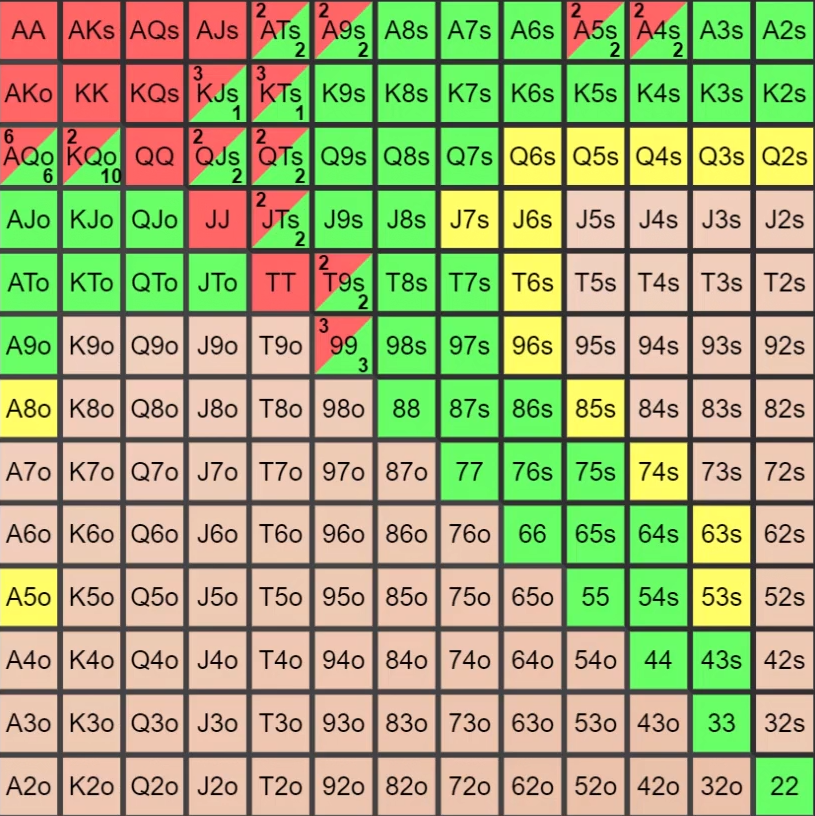 AA AKs AQs AJs 2 ATs 2 2 A9s 2 A8s A7s A6s 2 A5s 2 2 A4s 2 A3s A2s
AKo KK KQs 3 KJs 1 3 KTs 1 K9s K8s K7s K6s K5s K4s K3s K2s
6 AQo 6 2 KQo 10 QQ 2 QJs 2 2 QTs 2 Q9s Q8s Q7s Q6s Q5s Q4s Q3s Q2s
AJo KJo QJo JJ 2 JTs 2 J9s J8s J7s J6s J5s J4s J3s J2s
ATo KTo QTo JTo TT 2 T9s 2 T8s T7s T6s T5s T4s T3s T2s
A9o K9o Q9o J9o T9o 3 99 3 98s 97s 96s 95s 94s 93s 92s
A8o K8o Q8o J8o T8o 98o 88 87s 86s 85s 84s 83s 82s
A7o K7o Q7o J7o T7o 97o 87o 77 76s 75s 74s 73s 72s
A6o K6o Q6o J6o T6o 96o 86o 76o 66 65s 64s 63s 62s
A5o K5o Q5o J5o T5o 95o 85o 75o 65o 55 54s 53s 52s
A4o K4o Q4o J4o T4o 94o 84o 74o 64o 54o 44 43s 42s
A3o K3o Q3o J3o T3o 93o 83o 73o 63o 53o 43o 33 32s
A2o K2o Q2o J2o T2o 92o 82o 72o 62o 52o 42o 32o 22